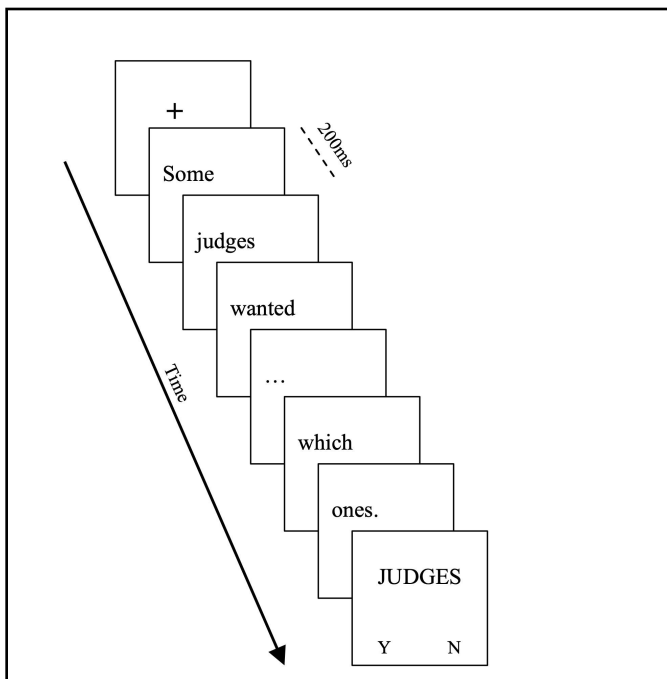 +
Some
200ms
judges
wanted
Time
...
which
ones.
JUDGES
Y N